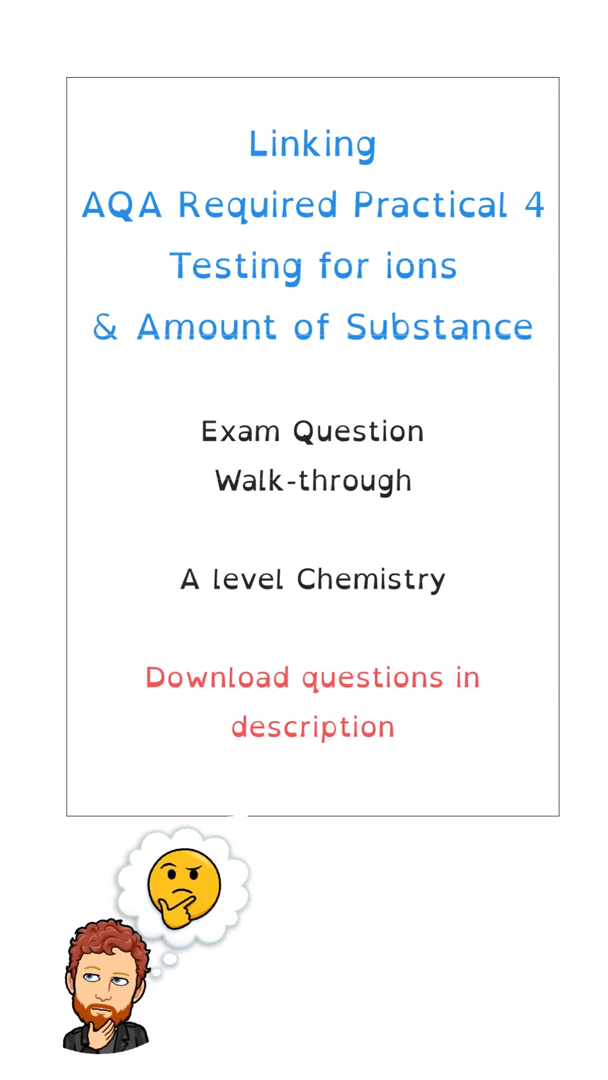 Linking
AQA Required Practical 4
Testing for ions
& Amount of Substance
Exam Question
Walk-through
A level Chemistry
Download questions in
description